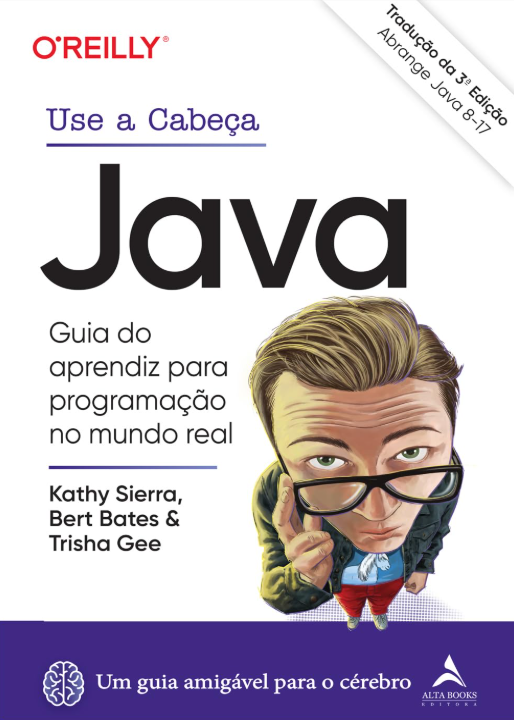 O'REILLY®
Tradução da 3ª Edição
Abrange Java 8-17
Use a Cabeça
Java
Guia do
aprendiz para
programação
no mundo real
Kathy Sierra,
Bert Bates &
Trisha Gee
Um guia amigável para o cérebro
ALTA BOOKS
EDITORA